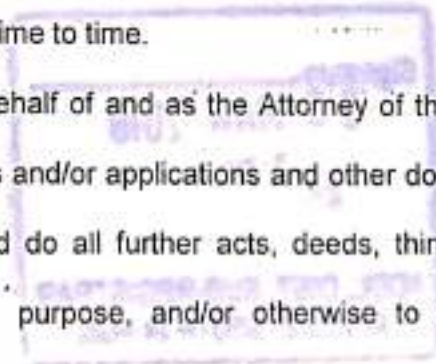 ime to time.
ehalf of and as the Attorney of th
s and/or applications and other do
d do all further acts, deeds, thin
purpose, and/or otherwise to